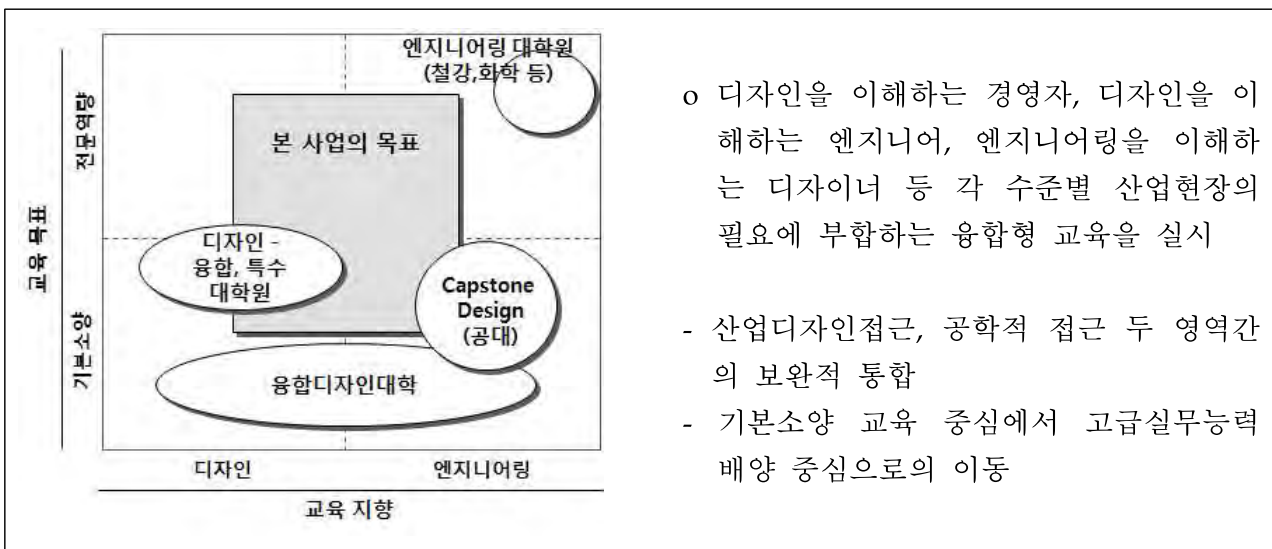 엔지니어링 대학원
(철강,화학 등)
본 사업의 목표
디자인 -
융합, 특수
대학원
Capstone
Design
(공대)
융합디자인대학
교육 목표
전문역량
기본소양
디자인
엔지니어링
교육 지향
o 디자인을 이해하는 경영자, 디자인을 이
해하는 엔지니어, 엔지니어링을 이해하
는 디자이너 등 각 수준별 산업현장의
필요에 부합하는 융합형 교육을 실시
- 산업디자인접근, 공학적 접근 두 영역간
의 보완적 통합
- 기본소양 교육 중심에서 고급실무능력
배양 중심으로의 이동